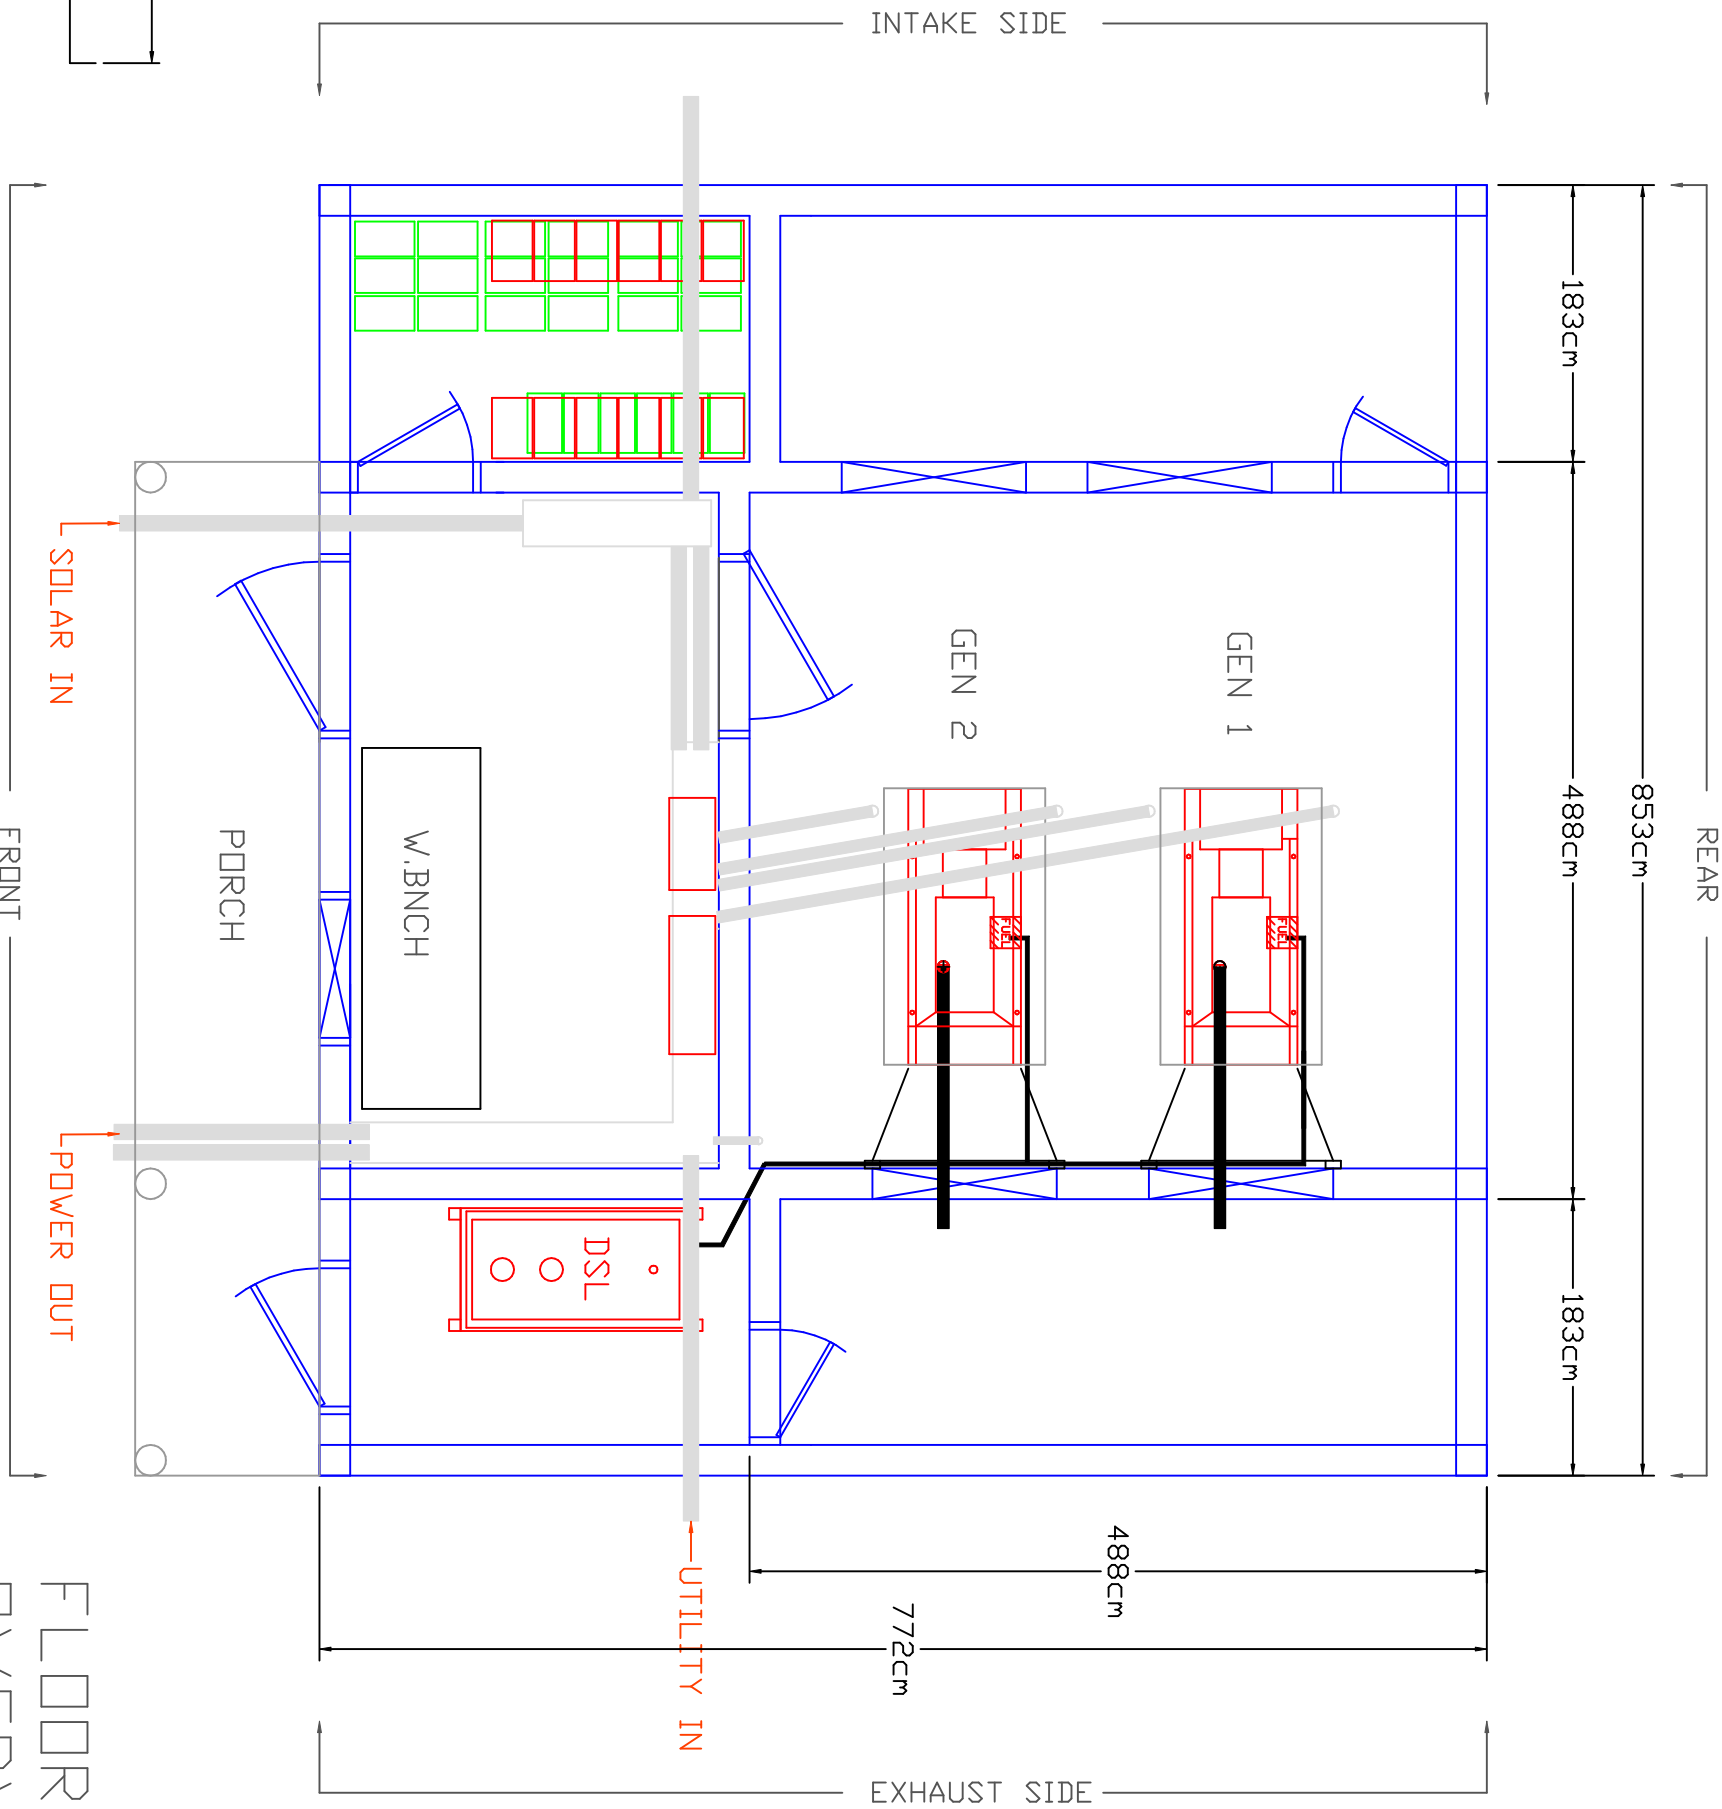 INTAKE SIDE
REAR
853cm
183cm
488cm
183cm
GEN 1
GEN 2
FUEL
FUEL
W.BNCH
PORCH
SOLAR IN
POWER OUT
FRONT
DSL
488cm
772cm
UTILITY IN
EXHAUST SIDE
FLOOR